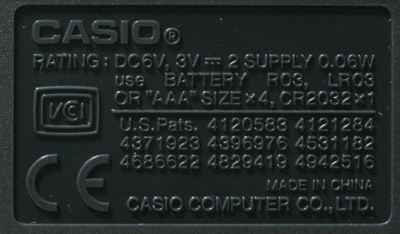 CASIO®
RATING : DC6V, 3V⎓ 2 SUPPLY 0.06W
use BATTERY R03, LR03
OR "AAA" SIZE×4, CR2032×1
VCCI
U.S.Pats. 4120583 4121284
4371923 4396976 4531182
4686622 4829419 4942516
CE
MADE IN CHINA
CASIO COMPUTER CO., LTD.